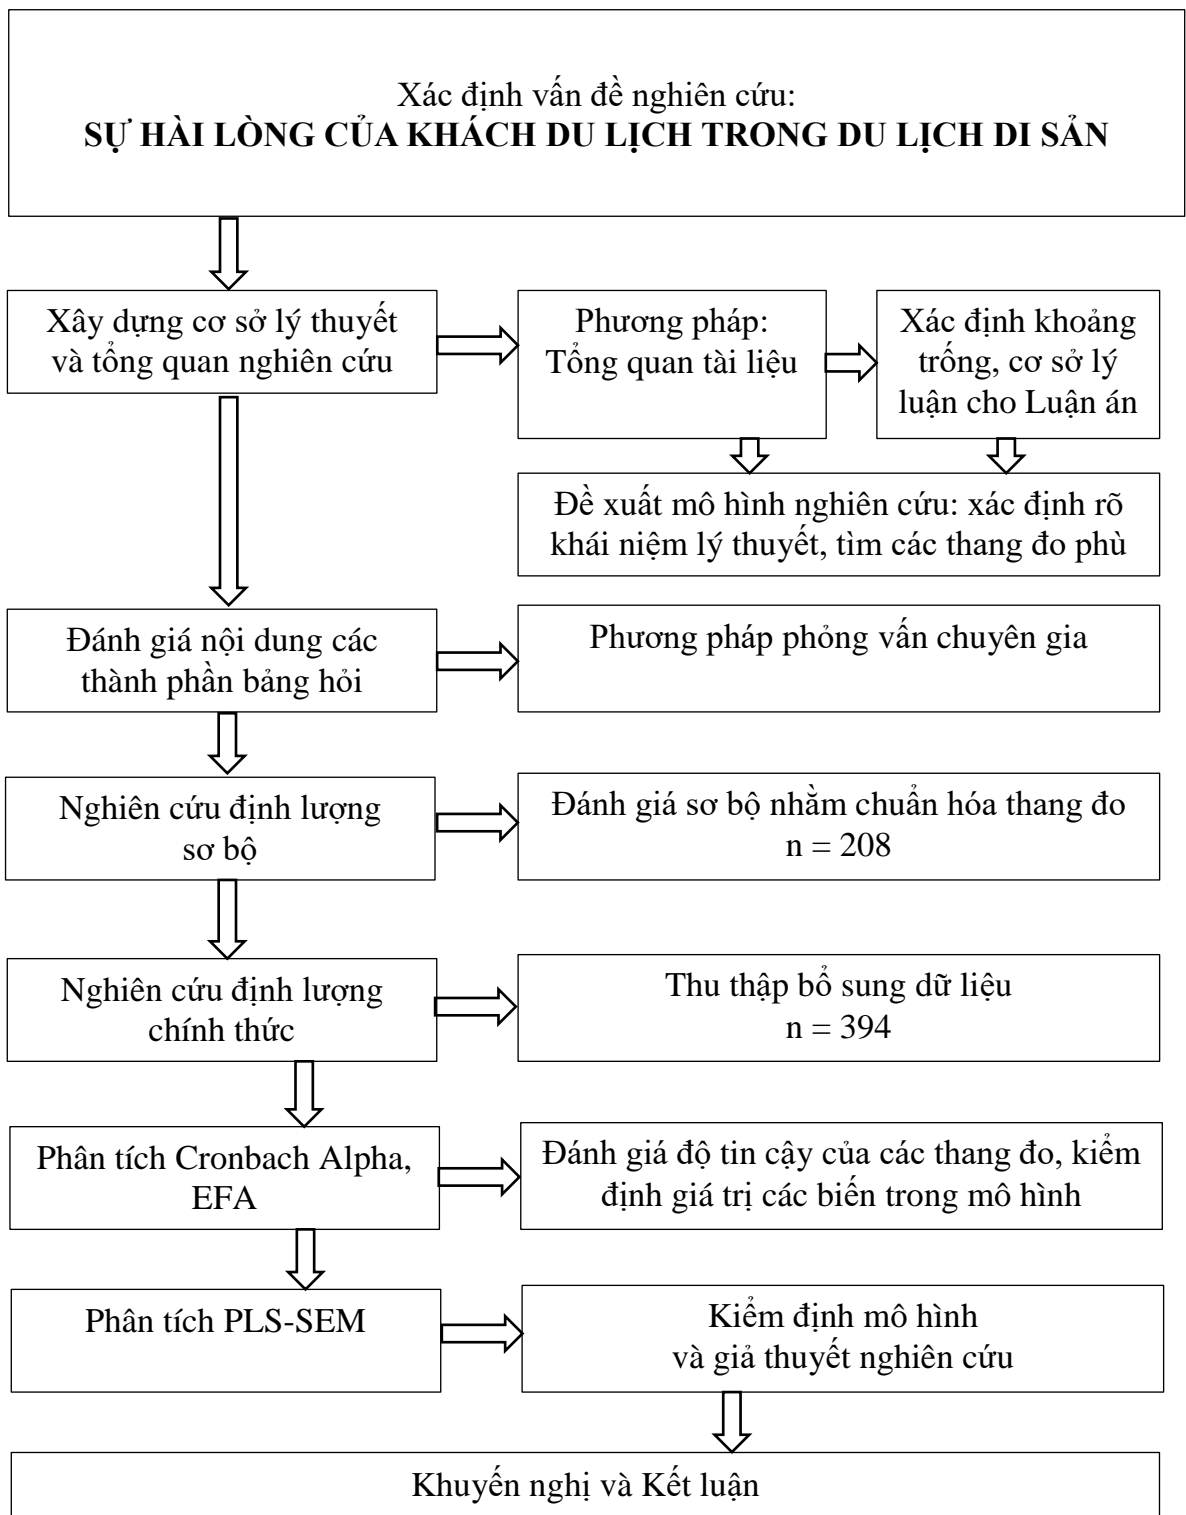 Xác định vấn đề nghiên cứu:
SỰ HÀI LÒNG CỦA KHÁCH DU LỊCH TRONG DU LỊCH DI SẢN
Xây dựng cơ sở lý thuyết
và tổng quan nghiên cứu
Phương pháp:
Tổng quan tài liệu
Xác định khoảng
trống, cơ sở lý
luận cho Luận án
Đề xuất mô hình nghiên cứu: xác định rõ
khái niệm lý thuyết, tìm các thang đo phù
Đánh giá nội dung các
thành phần bảng hỏi
Phương pháp phỏng vấn chuyên gia
Nghiên cứu định lượng
sơ bộ
Đánh giá sơ bộ nhằm chuẩn hóa thang đo
n = 208
Nghiên cứu định lượng
chính thức
Thu thập bổ sung dữ liệu
n = 394
Phân tích Cronbach Alpha,
EFA
Đánh giá độ tin cậy của các thang đo, kiểm
định giá trị các biến trong mô hình
Phân tích PLS-SEM
Kiểm định mô hình
và giả thuyết nghiên cứu
Khuyến nghị và Kết luận